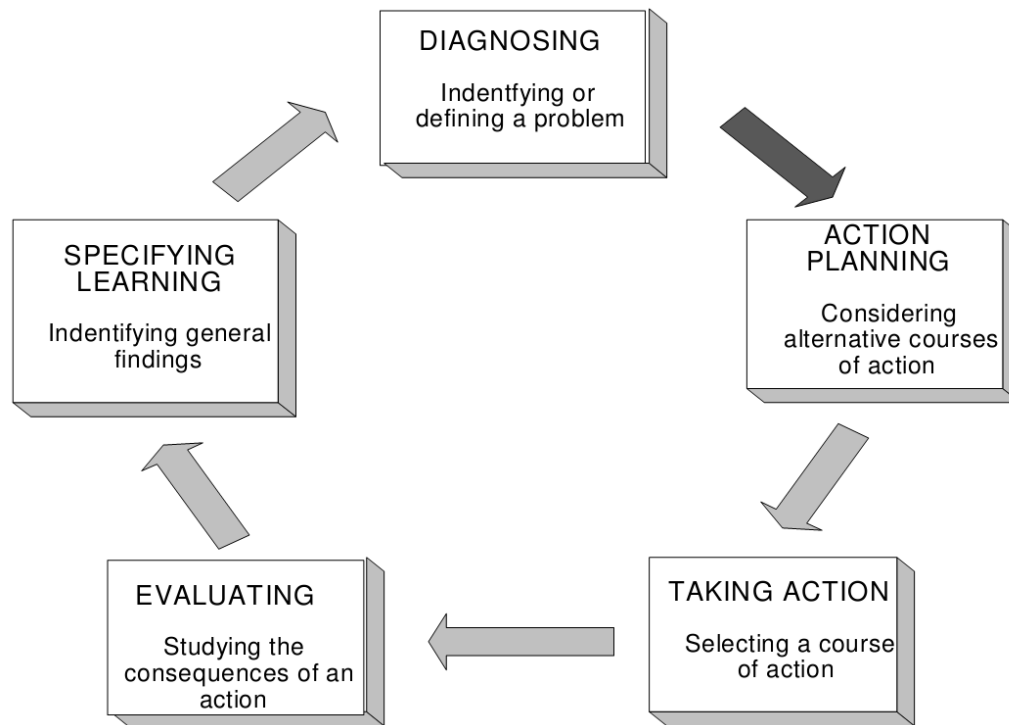 DIAGNOSING
Indentfying or
defining a problem
ACTION
PLANNING
Considering
alternative courses
of action
TAKING ACTION
Selecting a course
of action
EVALUATING
Studying the
consequences of an
action
SPECIFYING
LEARNING
Indentifying general
findings